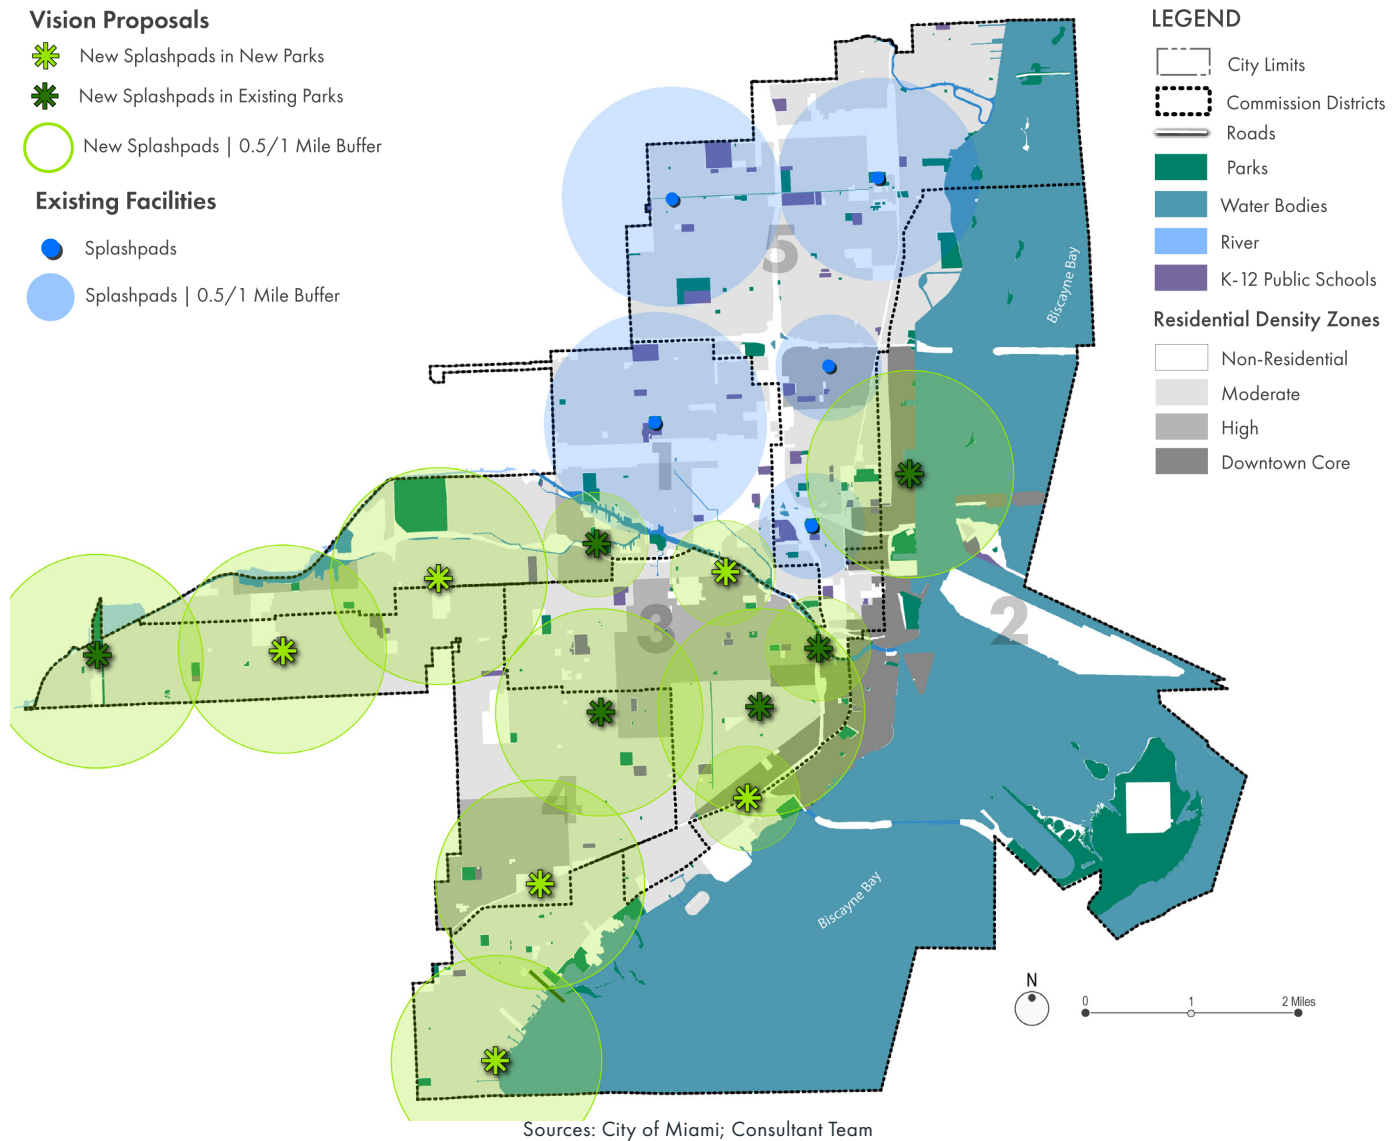 Vision Proposals
New Splashpads in New Parks
New Splashpads in Existing Parks
New Splashpads | 0.5/1 Mile Buffer
Existing Facilities
Splashpads
Splashpads | 0.5/1 Mile Buffer
LEGEND
City Limits
Commission Districts
Roads
Parks
Water Bodies
River
K-12 Public Schools
Residential Density Zones
Non-Residential
Moderate
High
Downtown Core
5
Biscayne Bay
1
3
2
4
Biscayne Bay
N
0 1 2 Miles
Sources: City of Miami; Consultant Team